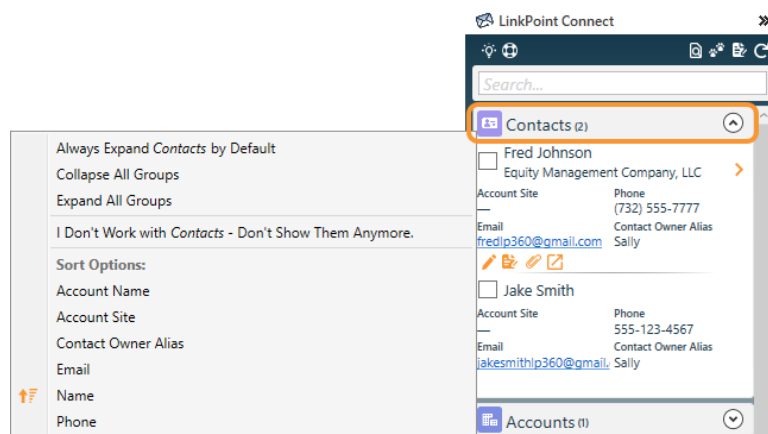 LinkPoint Connect
Search...
Contacts (2)
Fred Johnson
Equity Management Company, LLC
Account Site Phone
— (732) 555-7777
Email Contact Owner Alias
fredlp360@gmail.com Sally
Jake Smith
Account Site Phone
— 555-123-4567
Email Contact Owner Alias
jakesmithlp360@gmail. Sally
Accounts (1)
Always Expand Contacts by Default
Collapse All Groups
Expand All Groups
I Don't Work with Contacts - Don't Show Them Anymore.
Sort Options:
Account Name
Account Site
Contact Owner Alias
Email
Name
Phone